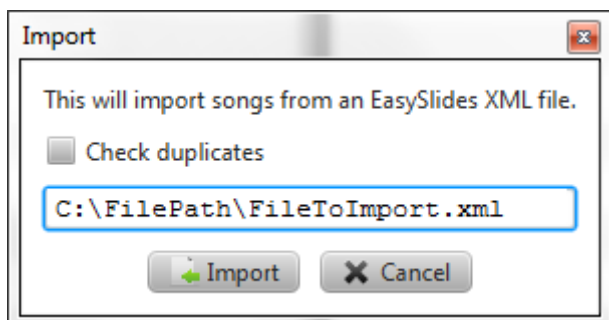 Import
This will import songs from an EasySlides XML file.
Check duplicates
C:\FilePath\FileToImport.xml
Import
Cancel